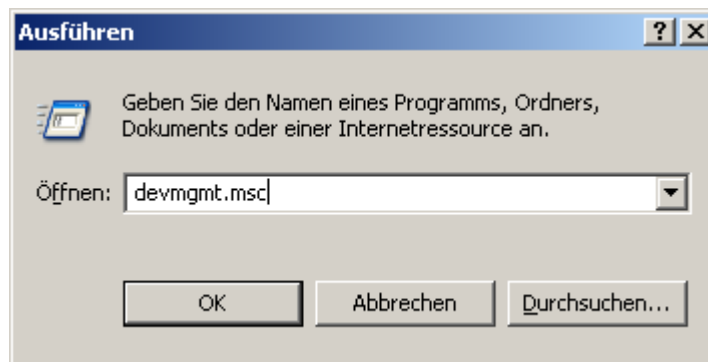 Ausführen
Geben Sie den Namen eines Programms, Ordners,
Dokuments oder einer Internetressource an.
Öffnen: devmgmt.msc
OK Abbrechen Durchsuchen...